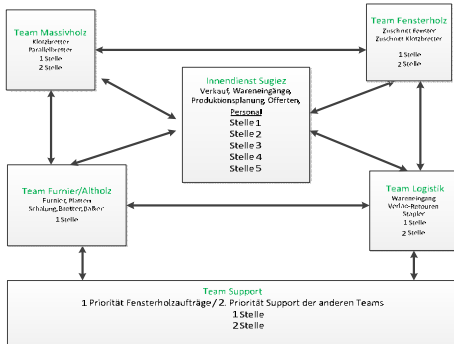 Team Massivholz
Klotzbretter
Parallelbretter
1 Stelle
2 Stelle
Team Fensterholz
Zuschnitt Fenster
Zuschnitt Klotzbretter
1 Stelle
2 Stelle
Innendienst Sugiez
Verkauf, Wareneingänge,
Produktionsplanung, Offerten,
Personal
Stelle 1
Stelle 2
Stelle 3
Stelle 4
Stelle 5
Team Furnier/Altholz
Furnier, Platten
Schalung, Bretter,
1 Stelle
Team Logistik
Wareneingang
Verlad-Retouren
Stapler
1 Stelle
2 Stelle
Team Support
1 Priorität Fensterholzaufträge / 2. Priorität Support der anderen Teams
1 Stelle
2 Stelle